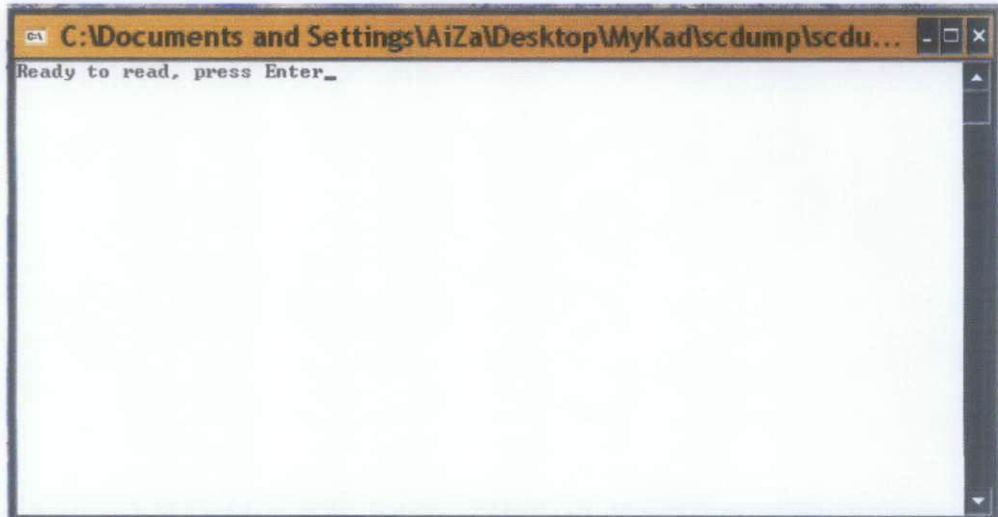 C:\Documents and Settings\AiZa\Desktop\MyKad\scdump\scdu...
Ready to read, press Enter_